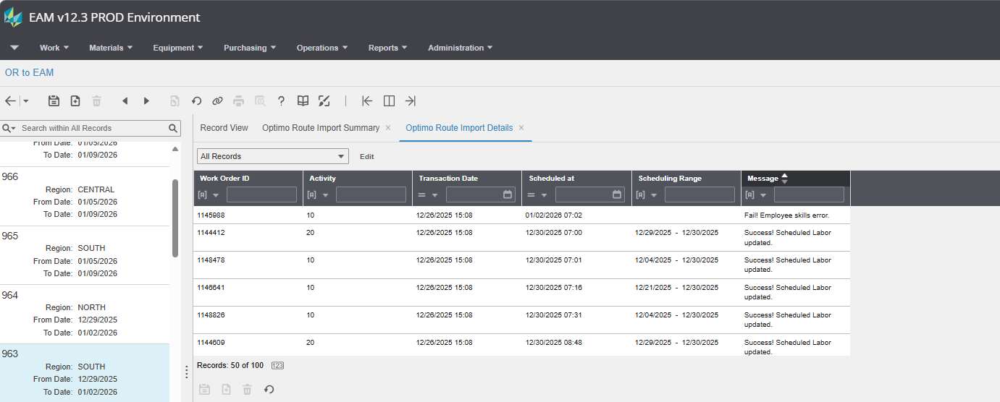 EAM v12.3 PROD Environment
Work Materials Equipment Purchasing Operations Reports Administration
OR to EAM
Search within All Records
From Date: 01/05/2026
To Date: 01/09/2026
966
Region: CENTRAL
From Date: 01/05/2026
To Date: 01/09/2026
965
Region: SOUTH
From Date: 01/05/2026
To Date: 01/09/2026
964
Region: NORTH
From Date: 12/29/2025
To Date: 01/02/2026
963
Region: SOUTH
From Date: 12/29/2025
To Date: 01/02/2026
Record View Optimo Route Import Summary × Optimo Route Import Details ×
All Records Edit
Work Order ID Activity Transaction Date Scheduled at Scheduling Range Message
1145988 10 12/26/2025 15:08 01/02/2026 07:02 Fail! Employee skills error.
1144412 20 12/26/2025 15:08 12/30/2025 07:00 12/29/2025 - 12/30/2025 Success! Scheduled Labor
updated.
1148478 10 12/26/2025 15:08 12/30/2025 07:01 12/04/2025 - 12/30/2025 Success! Scheduled Labor
updated.
1146641 10 12/26/2025 15:08 12/30/2025 07:16 12/21/2025 - 12/30/2025 Success! Scheduled Labor
updated.
1148826 10 12/26/2025 15:08 12/30/2025 07:31 12/04/2025 - 12/30/2025 Success! Scheduled Labor
updated.
1144609 20 12/26/2025 15:08 12/30/2025 08:48 12/29/2025 - 12/30/2025 Success! Scheduled Labor
updated.
Records: 50 of 100 123